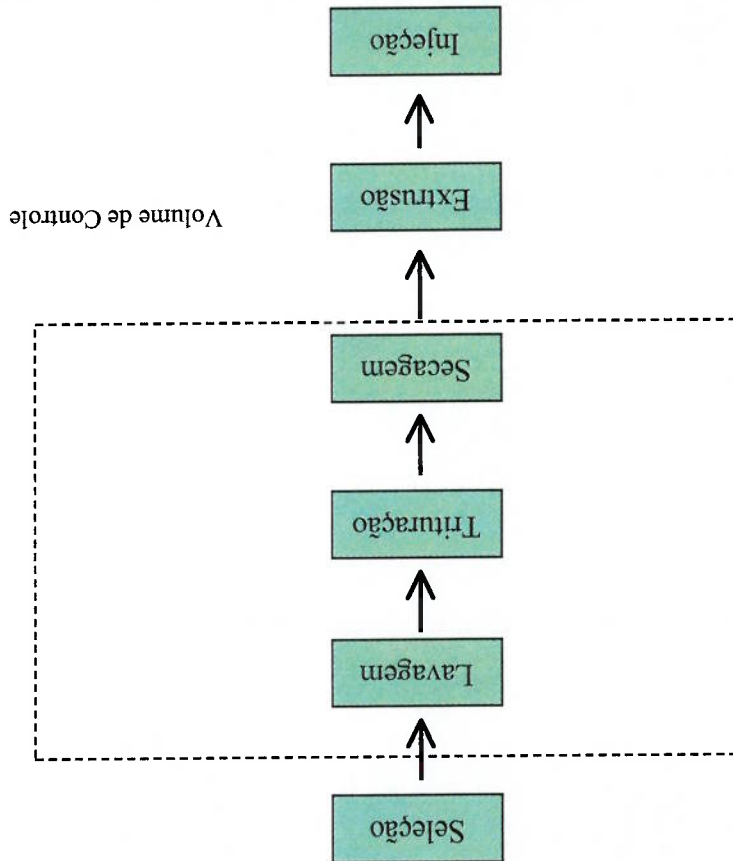 Seleção
Lavagem
Trituração
Secagem
Volume de Controle
Extrusão
Injeção